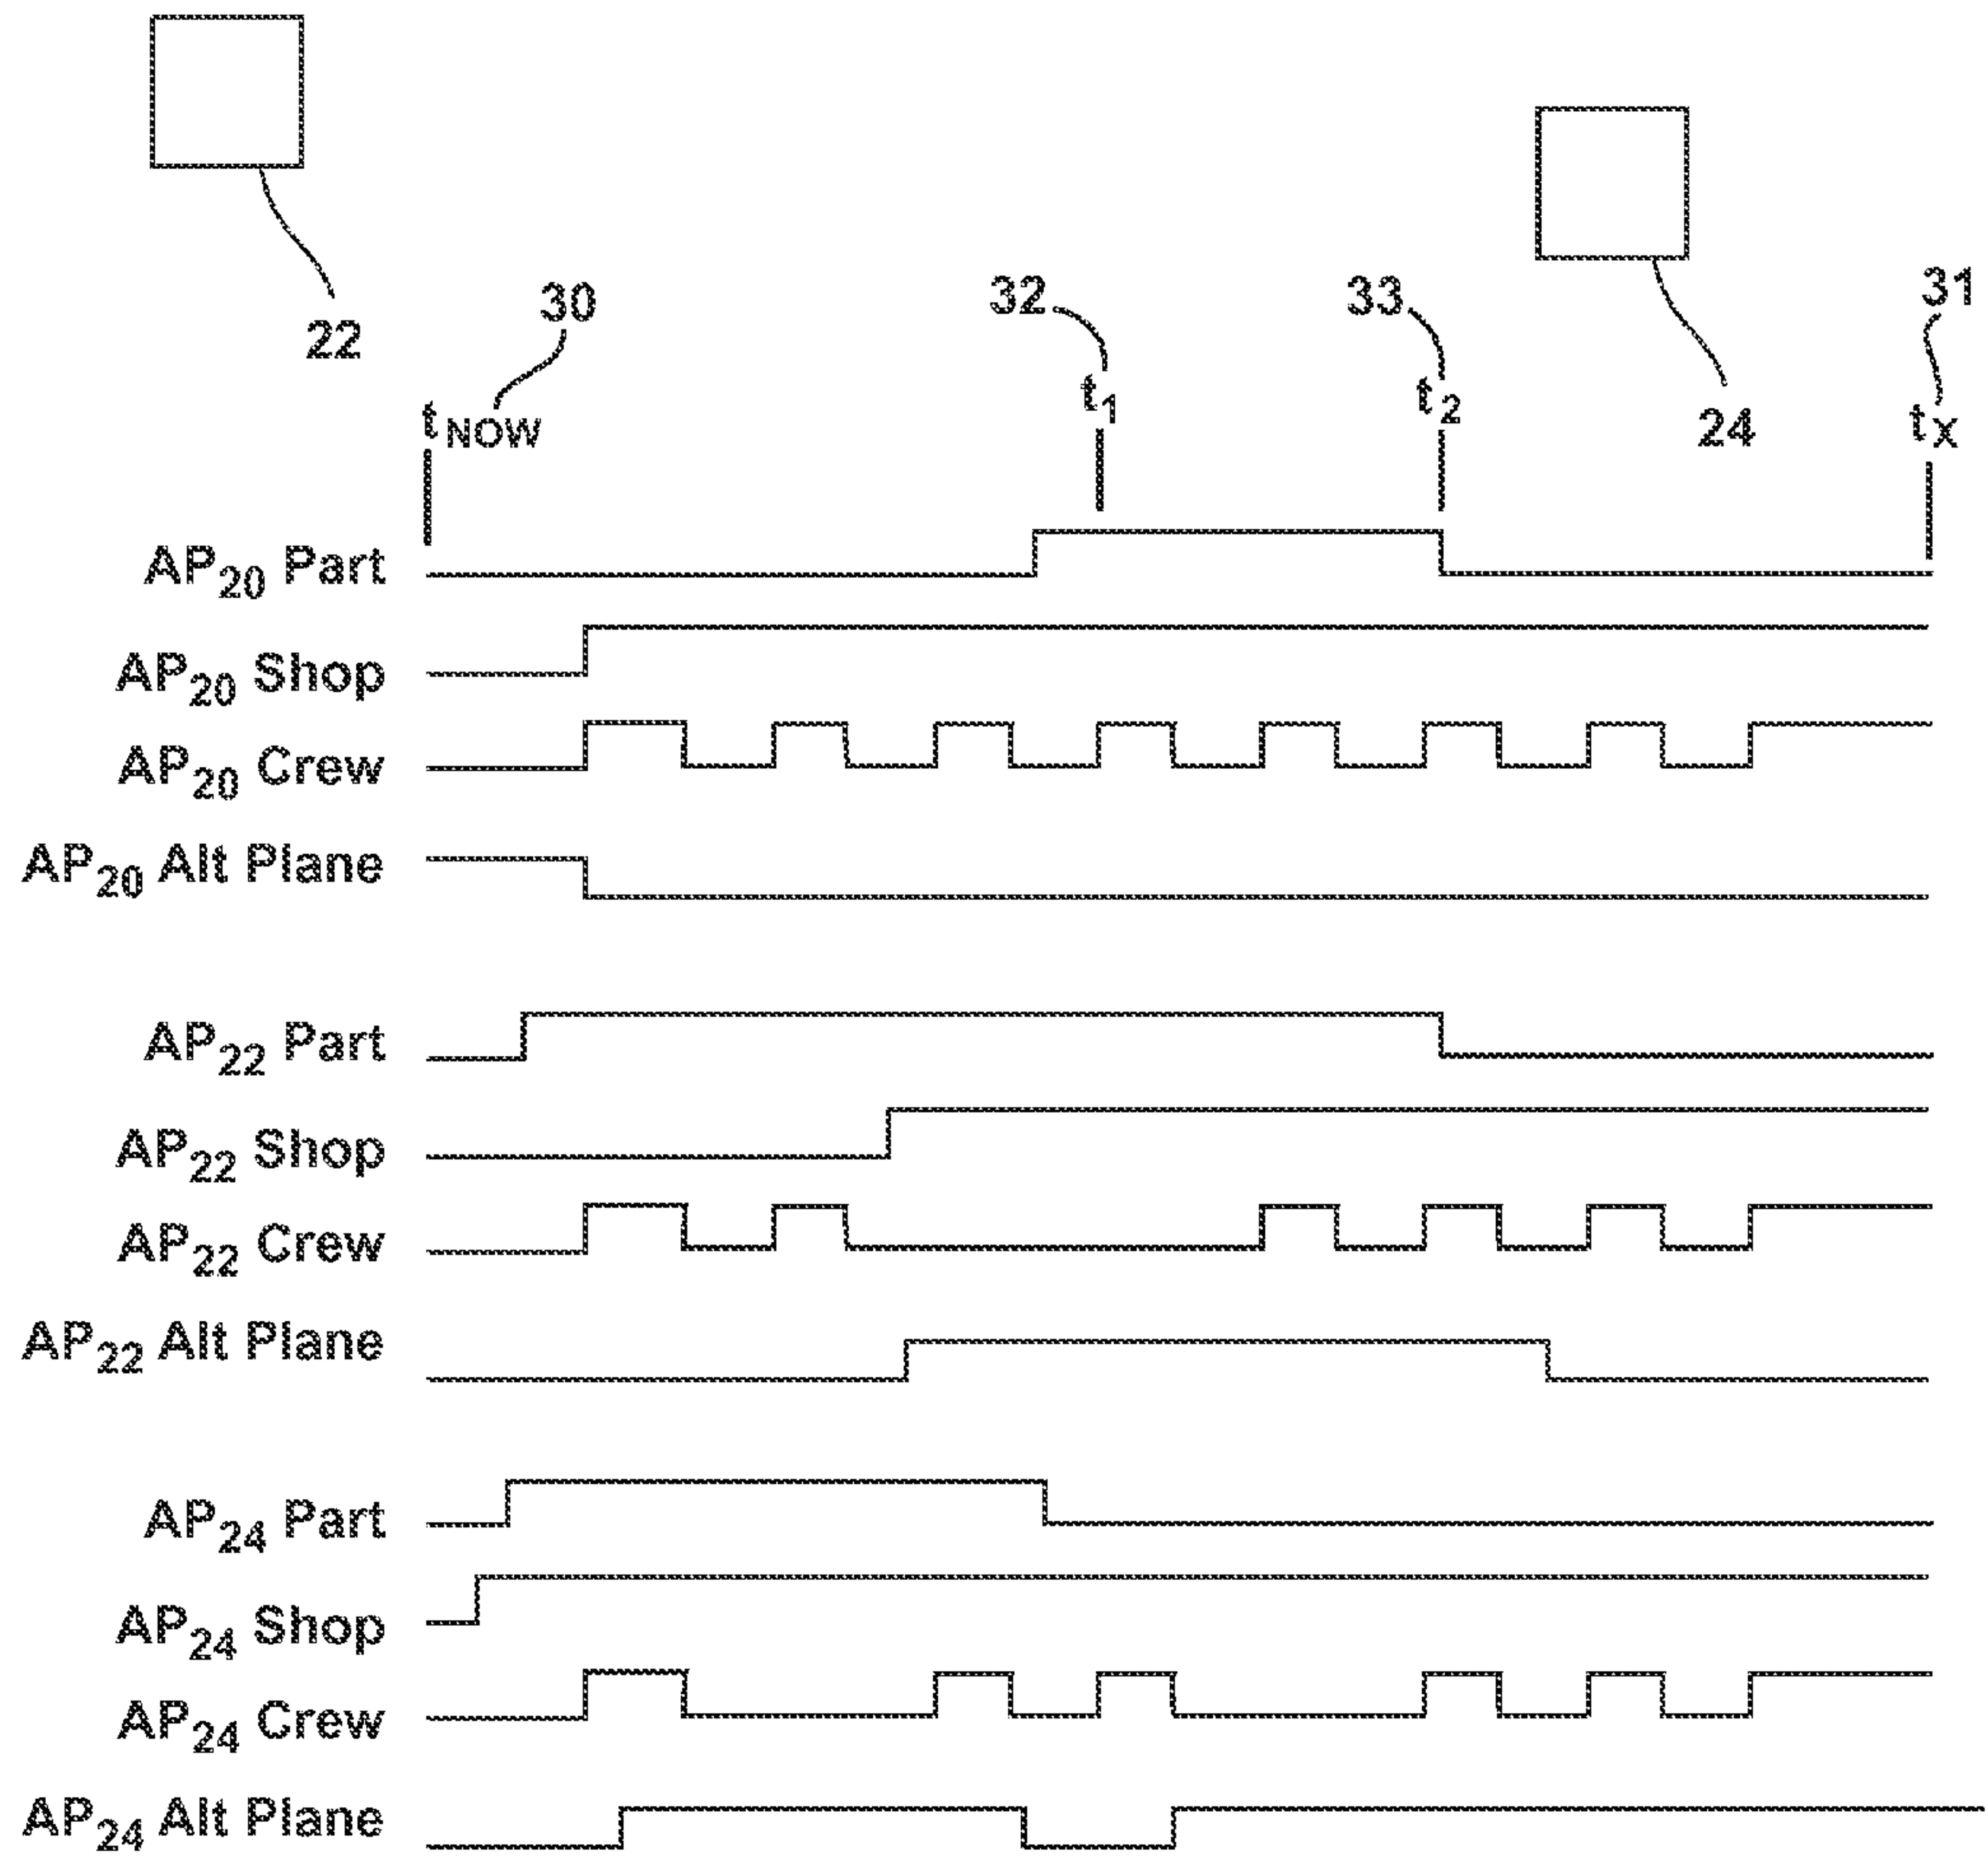 22
30
32
33
31
24
tNOW
t1
t2
tX
AP20 Part
AP20 Shop
AP20 Crew
AP20 Alt Plane
AP22 Part
AP22 Shop
AP22 Crew
AP22 Alt Plane
AP24 Part
AP24 Shop
AP24 Crew
AP24 Alt Plane